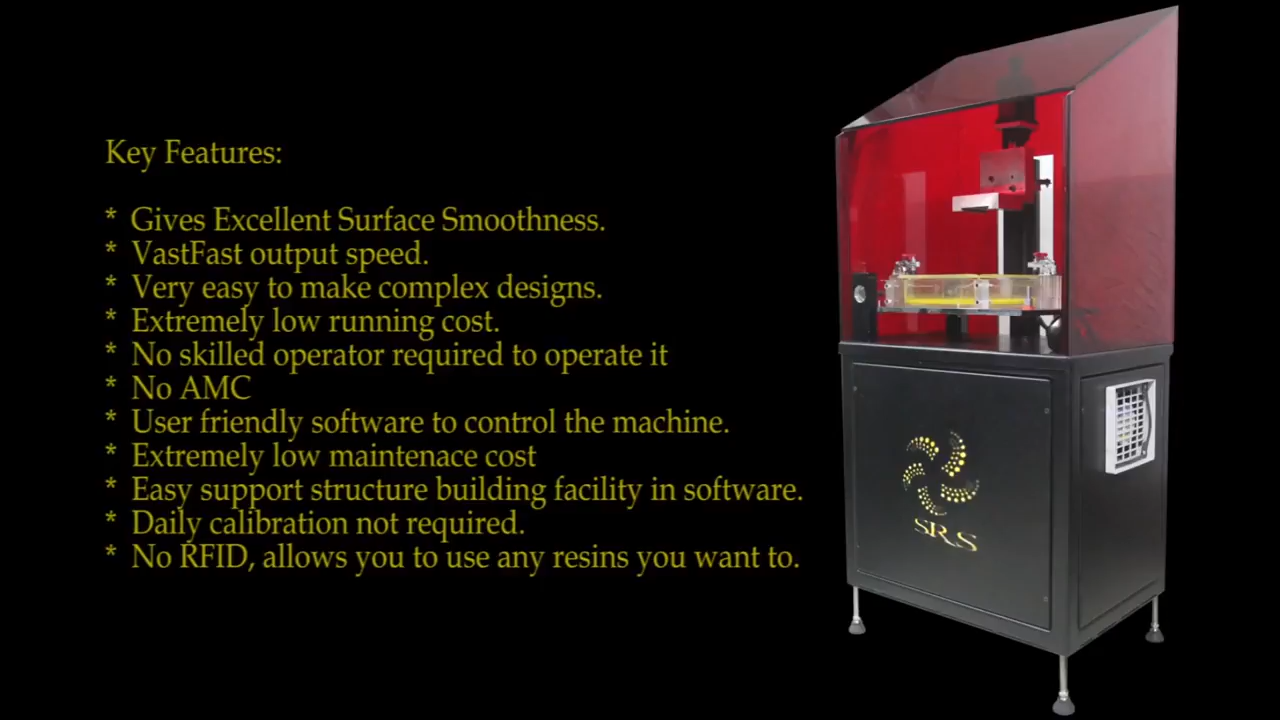 Key Features:
* Gives Excellent Surface Smoothness.
* VastFast output speed.
* Very easy to make complex designs.
* Extremely low running cost.
* No skilled operator required to operate it
* No AMC
* User friendly software to control the machine.
* Extremely low maintenace cost
* Easy support structure building facility in software.
* Daily calibration not required.
* No RFID, allows you to use any resins you want to.
SRS